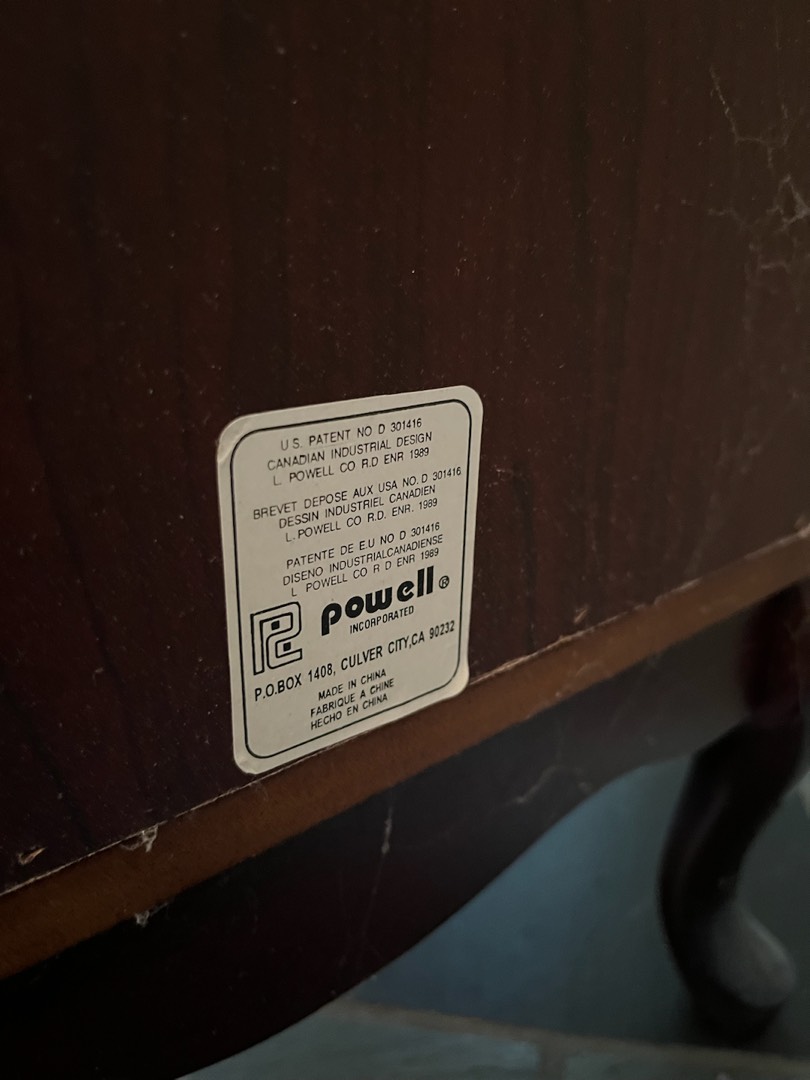 U.S. PATENT NO D 301416
CANADIAN INDUSTRIAL DESIGN
L. POWELL CO R.D ENR 1989
BREVET DEPOSE AUX USA NO. D 301416
DESSIN INDUSTRIEL CANADIEN
L. POWELL CO R.D. ENR. 1989
PATENTE DE E.U NO D 301416
DISENO INDUSTRIALCANADIENSE
L POWELL CO R D ENR 1989
powell®
INCORPORATED
P.O.BOX 1408, CULVER CITY,CA 90232
MADE IN CHINA
FABRIQUE A CHINE
HECHO EN CHINA